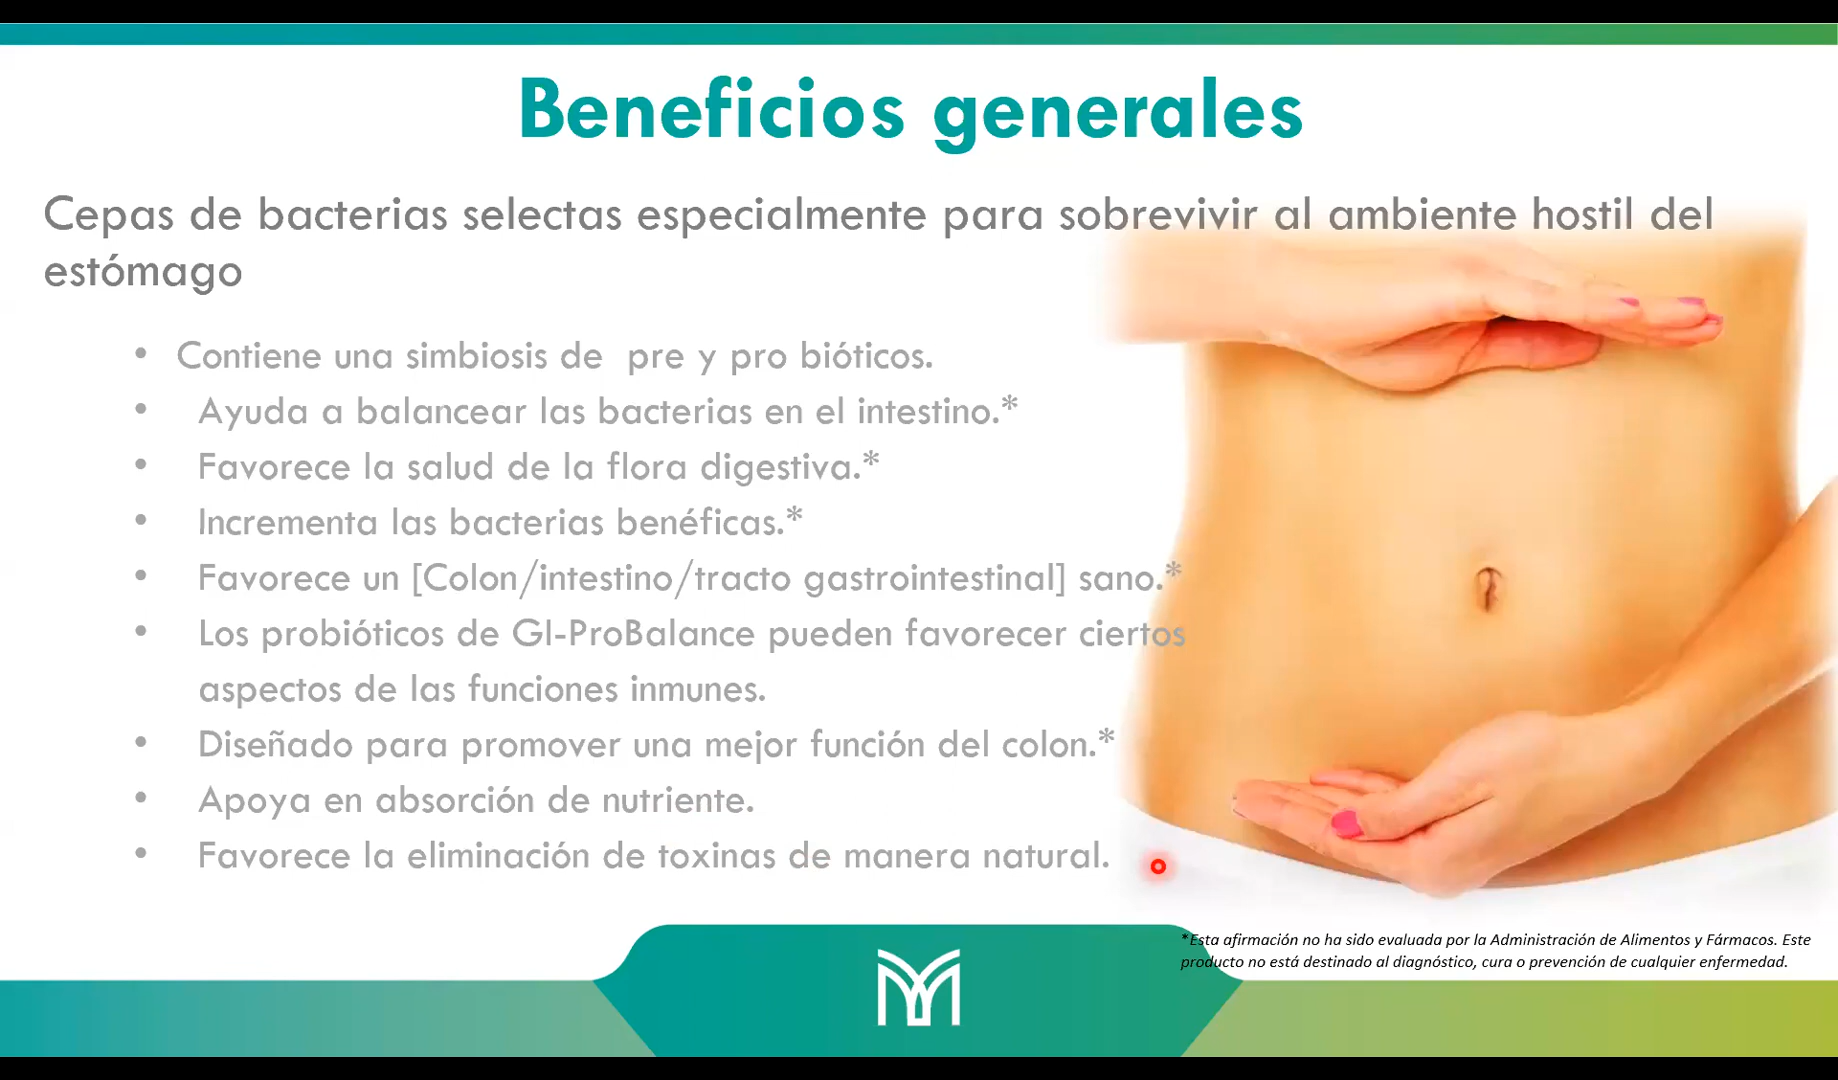 Beneficios generales
Cepas de bacterias selectas especialmente para sobrevivir al ambiente hostil del
estómago
• Contiene una simbiosis de  pre y pro bióticos.
• Ayuda a balancear las bacterias en el intestino.*
• Favorece la salud de la flora digestiva.*
• Incrementa las bacterias benéficas.*
• Favorece un [Colon/intestino/tracto gastrointestinal] sano.*
• Los probióticos de GI-ProBalance pueden favorecer ciertos
aspectos de las funciones inmunes.
• Diseñado para promover una mejor función del colon.*
• Apoya en absorción de nutriente.
• Favorece la eliminación de toxinas de manera natural.
*Esta afirmación no ha sido evaluada por la Administración de Alimentos y Fármacos. Este
producto no está destinado al diagnóstico, cura o prevención de cualquier enfermedad.